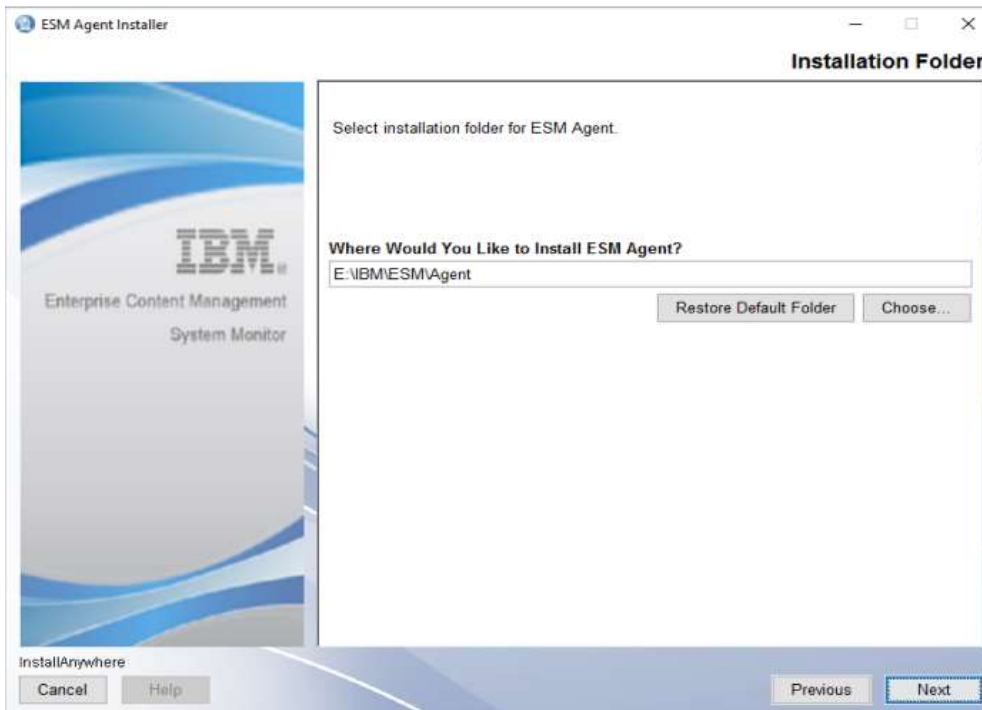 ESM Agent Installer
Installation Folder
Select installation folder for ESM Agent.
IBM®
Enterprise Content Management
System Monitor
Where Would You Like to Install ESM Agent?
E:\IBM\ESM\Agent
Restore Default Folder
Choose...
InstallAnywhere
Cancel
Help
Previous
Next